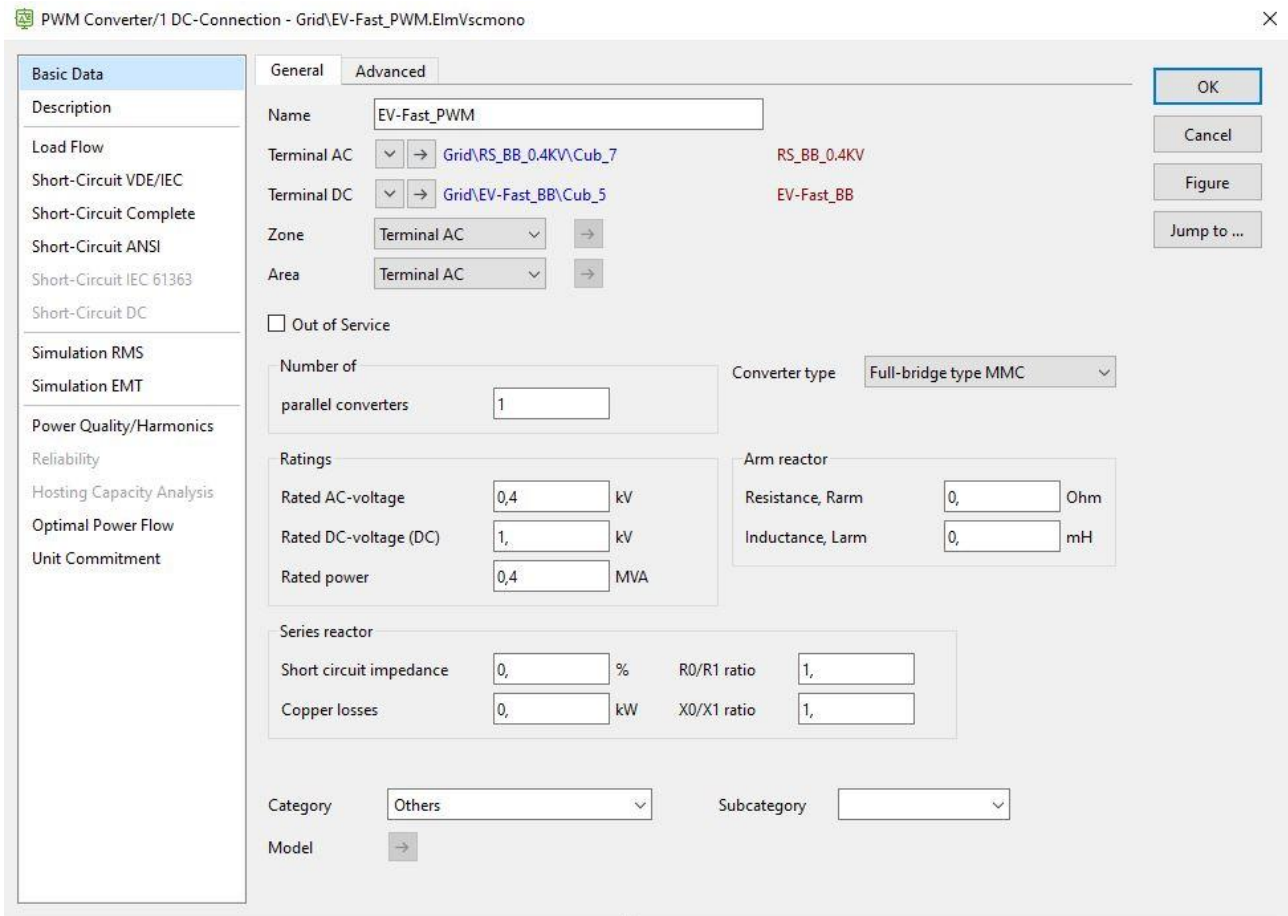 PWM Converter/1 DC-Connection - Grid\EV-Fast_PWM.ElmVscmono
Basic Data
Description
Load Flow
Short-Circuit VDE/IEC
Short-Circuit Complete
Short-Circuit ANSI
Short-Circuit IEC 61363
Short-Circuit DC
Simulation RMS
Simulation EMT
Power Quality/Harmonics
Reliability
Hosting Capacity Analysis
Optimal Power Flow
Unit Commitment
General Advanced
Name EV-Fast_PWM
Terminal AC Grid\RS_BB_0.4KV\Cub_7 RS_BB_0.4KV
Terminal DC Grid\EV-Fast_BB\Cub_5 EV-Fast_BB
Zone Terminal AC
Area Terminal AC
Out of Service
Number of
parallel converters 1
Converter type Full-bridge type MMC
Ratings
Rated AC-voltage 0,4 kV
Rated DC-voltage (DC) 1, kV
Rated power 0,4 MVA
Arm reactor
Resistance, Rarm 0, Ohm
Inductance, Larm 0, mH
Series reactor
Short circuit impedance 0, % R0/R1 ratio 1,
Copper losses 0, kW X0/X1 ratio 1,
Category Others Subcategory
Model
OK
Cancel
Figure
Jump to ...